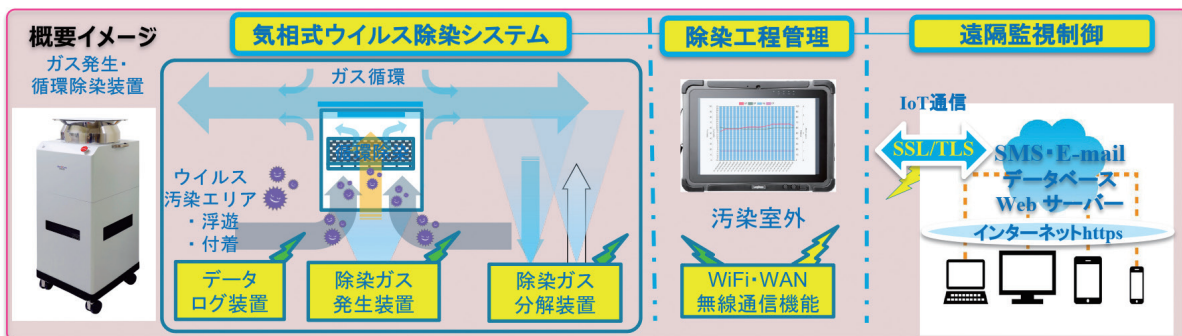 概要イメージ
ガス発生・
循環除染装置
気相式ウイルス除染システム
ガス循環
ウイルス
汚染エリア
・浮遊
・付着
データ
ログ装置
除染ガス
発生装置
除染ガス
分解装置
除染工程管理
汚染室外
WiFi・WAN
無線通信機能
遠隔監視制御
IoT通信
SSL/TLS
SMS・E-mail
データベース
Web サーバー
インターネットhttps